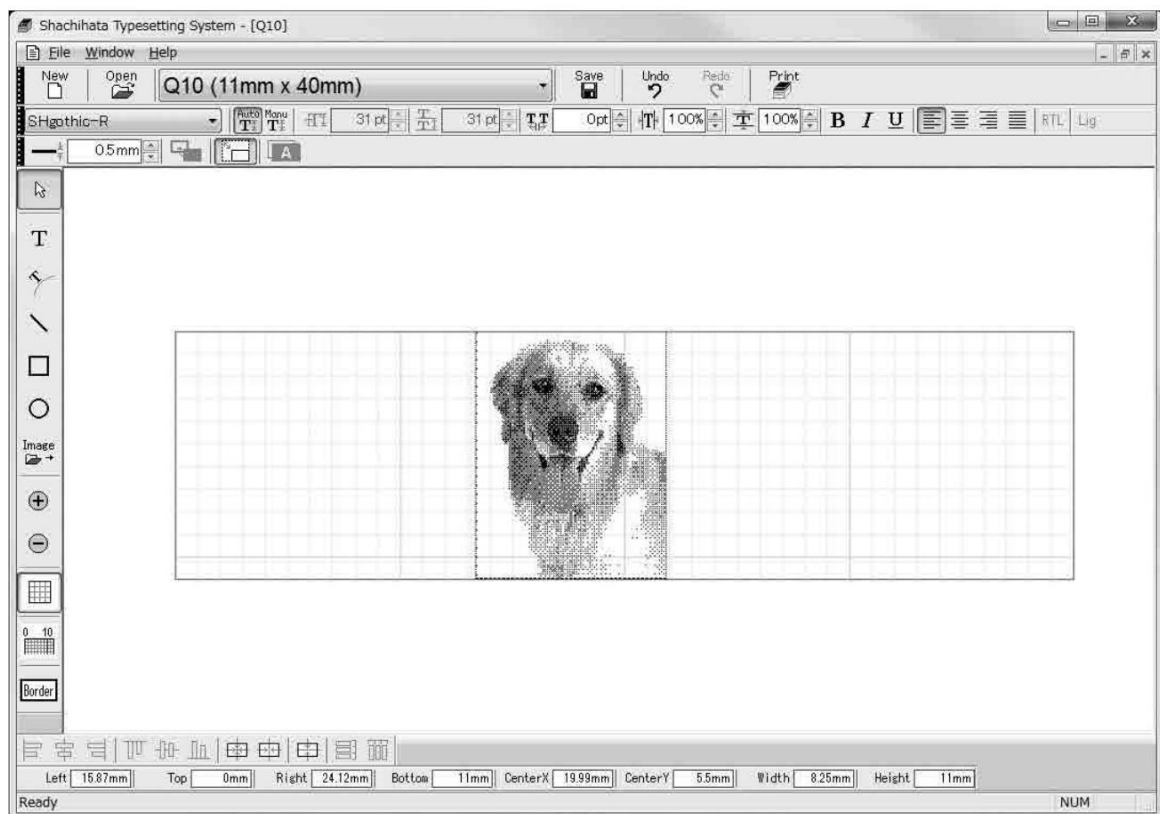 Shachihata Typesetting System - [Q10]
File Window Help
New Open Q10 (11mm x 40mm) Save Undo Redo Print
SHgothic-R Auto Manu 31 pt 31 pt 0pt 100% 100% B I U RTL Lig
0.5mm A
T
T
Image
0 10
Border
Left 15.87mm Top 0mm Right 24.12mm Bottom 11mm CenterX 19.99mm CenterY 5.5mm Width 8.25mm Height 11mm
Ready NUM